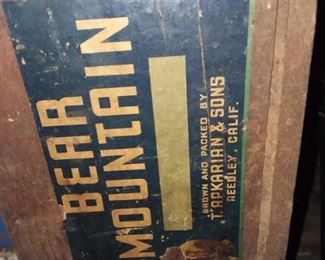 BEAR
MOUNTAIN
GROWN AND PACKED BY
T. APKARIAN & SONS
REEDLEY, CALIF.